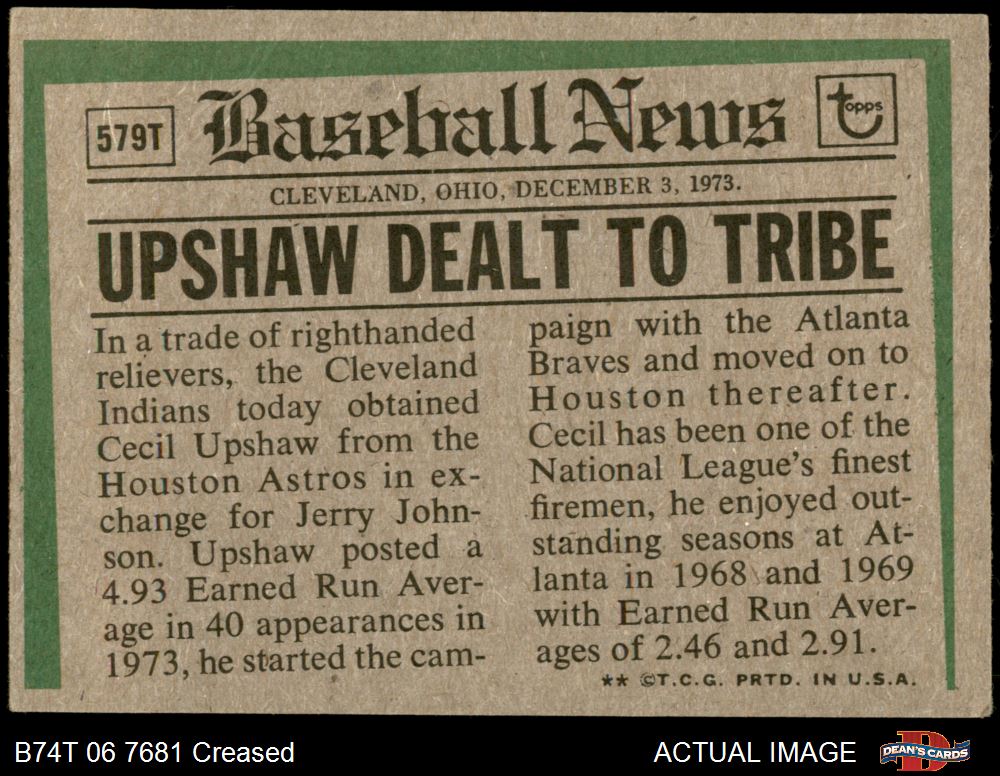 579T
Baseball News
Topps
CLEVELAND, OHIO, DECEMBER 3, 1973.
UPSHAW DEALT TO TRIBE
In a trade of righthanded
relievers, the Cleveland
Indians today obtained
Cecil Upshaw from the
Houston Astros in ex-
change for Jerry John-
son. Upshaw posted a
4.93 Earned Run Aver-
age in 40 appearances in
1973, he started the cam-
paign with the Atlanta
Braves and moved on to
Houston thereafter.
Cecil has been one of the
National League's finest
firemen, he enjoyed out-
standing seasons at At-
lanta in 1968 and 1969
with Earned Run Aver-
ages of 2.46 and 2.91.
** ©T.C.G. PRTD. IN U.S.A.
B74T 06 7681 Creased
ACTUAL IMAGE
DEAN'S CARDS